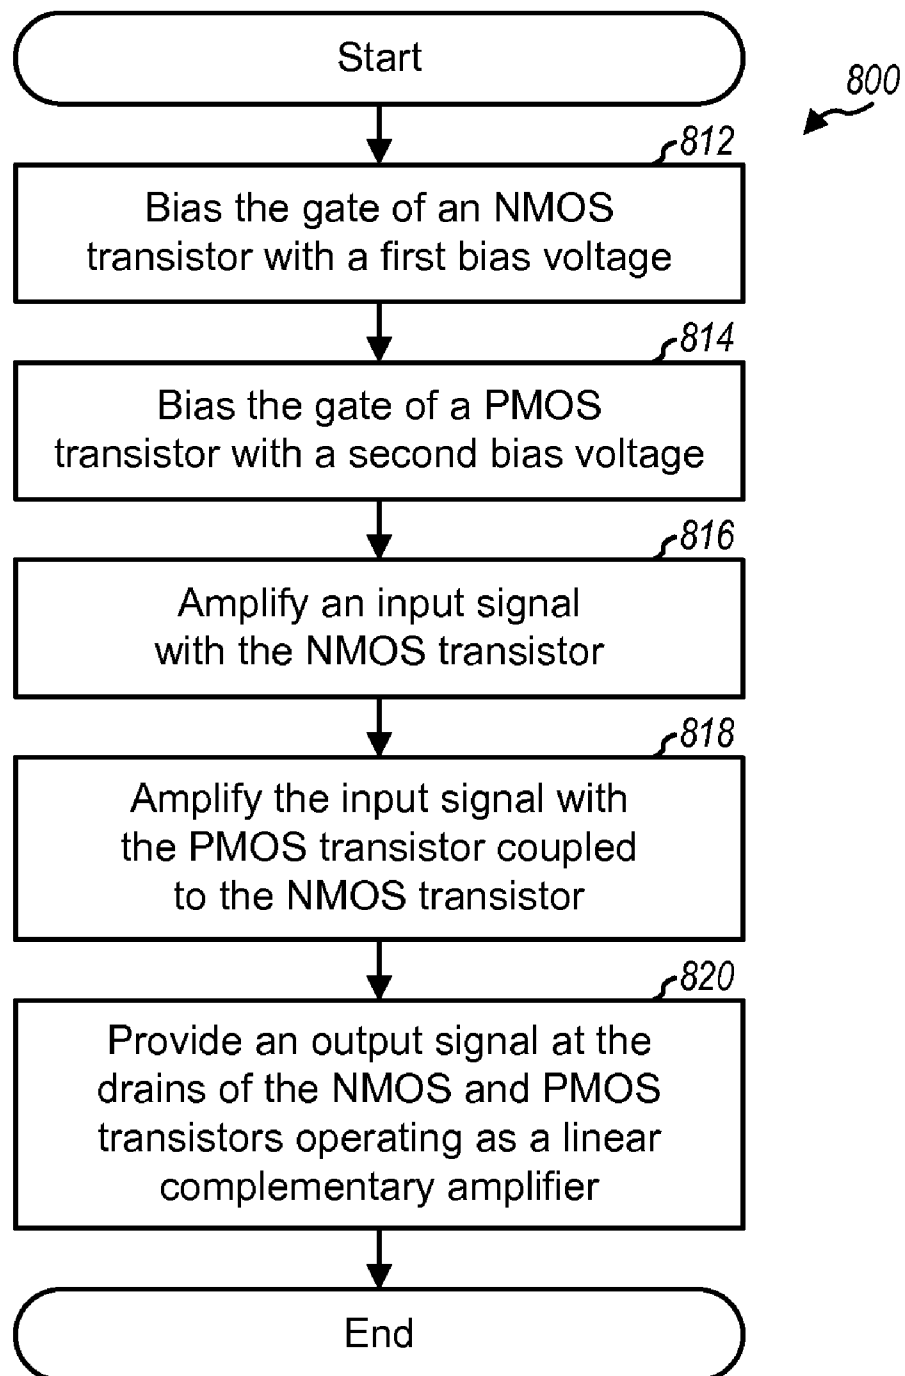 Start
800
812
Bias the gate of an NMOS
transistor with a first bias voltage
814
Bias the gate of a PMOS
transistor with a second bias voltage
816
Amplify an input signal
with the NMOS transistor
818
Amplify the input signal with
the PMOS transistor coupled
to the NMOS transistor
820
Provide an output signal at the
drains of the NMOS and PMOS
transistors operating as a linear
complementary amplifier
End